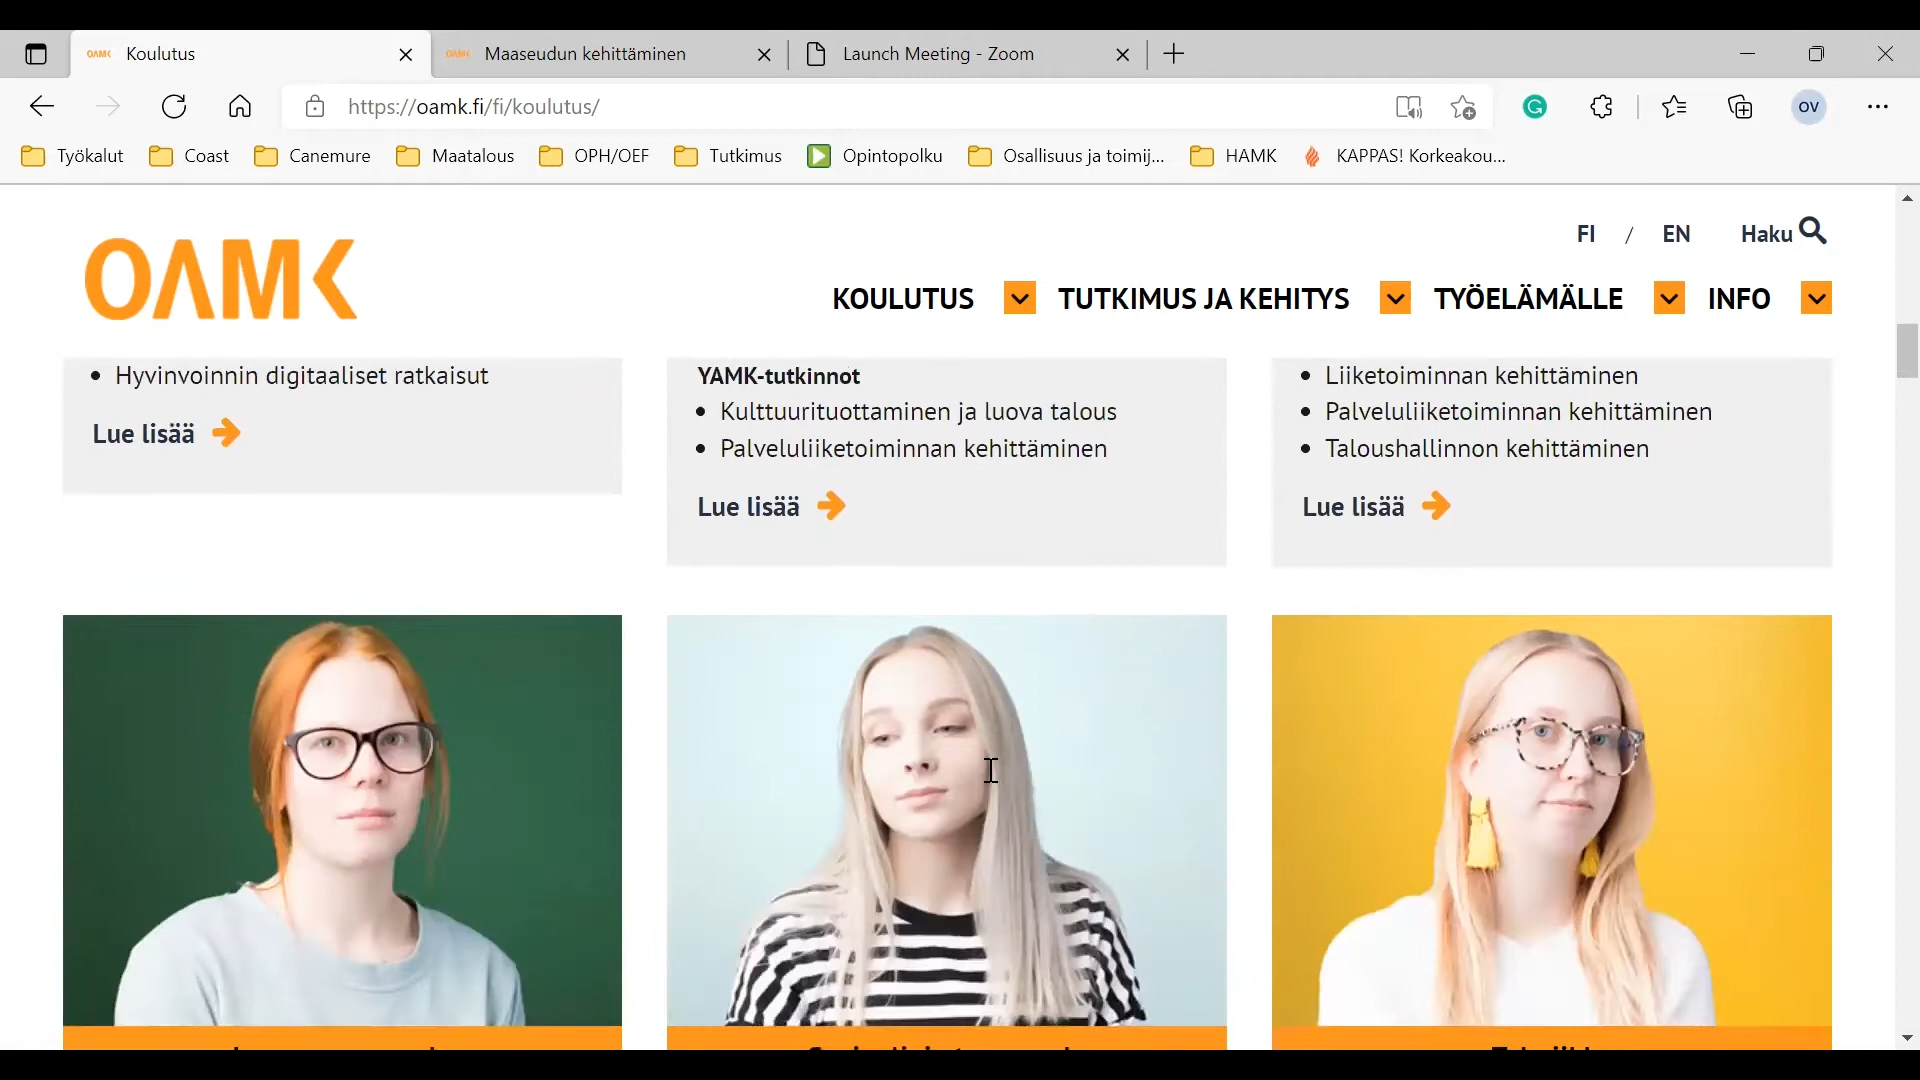 OAMK Koulutus
OAMK Maaseudun kehittäminen
Launch Meeting - Zoom
https://oamk.fi/fi/koulutus/
OV
Työkalut
Coast
Canemure
Maatalous
OPH/OEF
Tutkimus
Opintopolku
Osallisuus ja toimij...
HAMK
KAPPAS! Korkeakou...
OAMK
FI / EN Haku
KOULUTUS
TUTKIMUS JA KEHITYS
TYÖELÄMÄLLE
INFO
• Hyvinvoinnin digitaaliset ratkaisut
Lue lisää
YAMK-tutkinnot
• Kulttuurituottaminen ja luova talous
• Palveluliiketoiminnan kehittäminen
Lue lisää
• Liiketoiminnan kehittäminen
• Palveluliiketoiminnan kehittäminen
• Taloushallinnon kehittäminen
Lue lisää